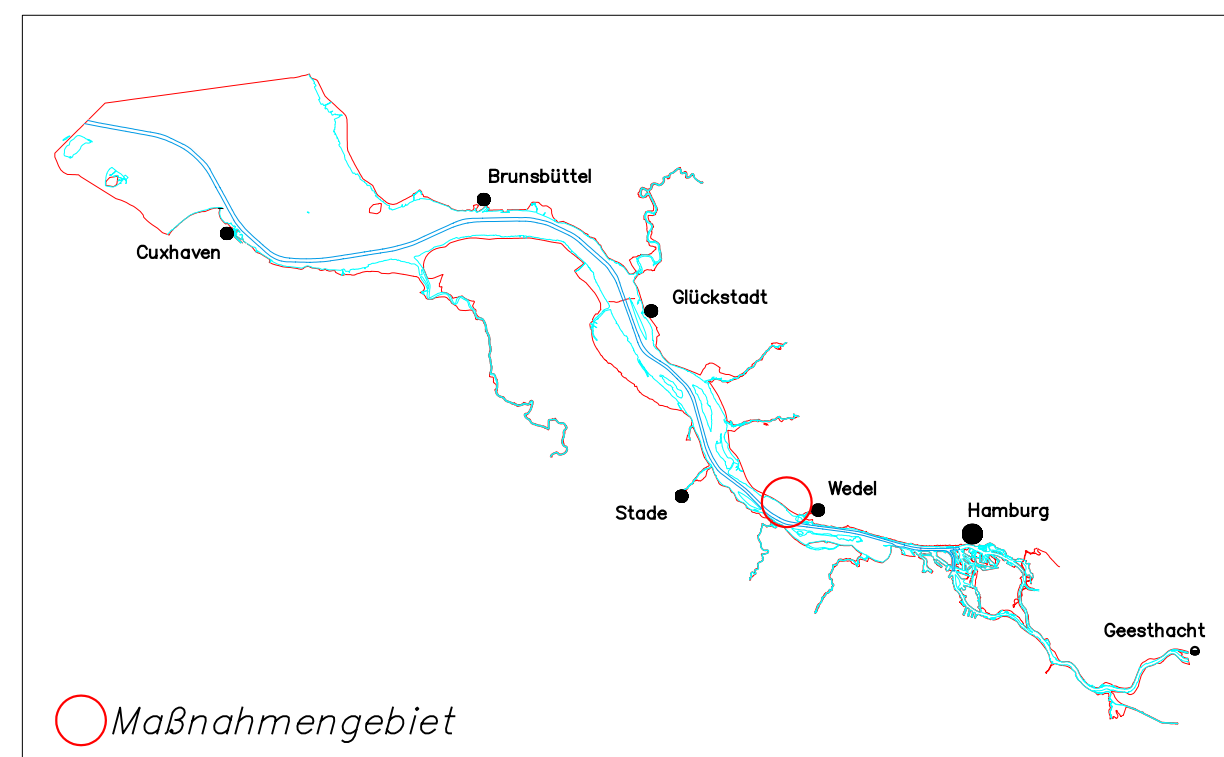 Brunsbüttel
Cuxhaven
Glückstadt
Wedel
Stade
Hamburg
Geesthacht
Maßnahmengebiet